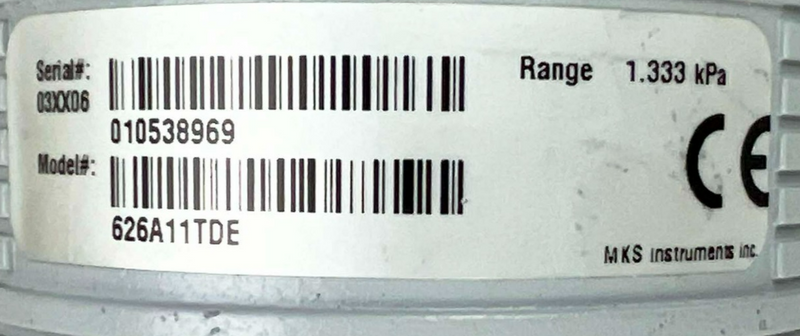 Serial#:
03XX06
010538969
Model#:
626A11TDE
Range 1.333 kPa
CE
MKS instruments inc.